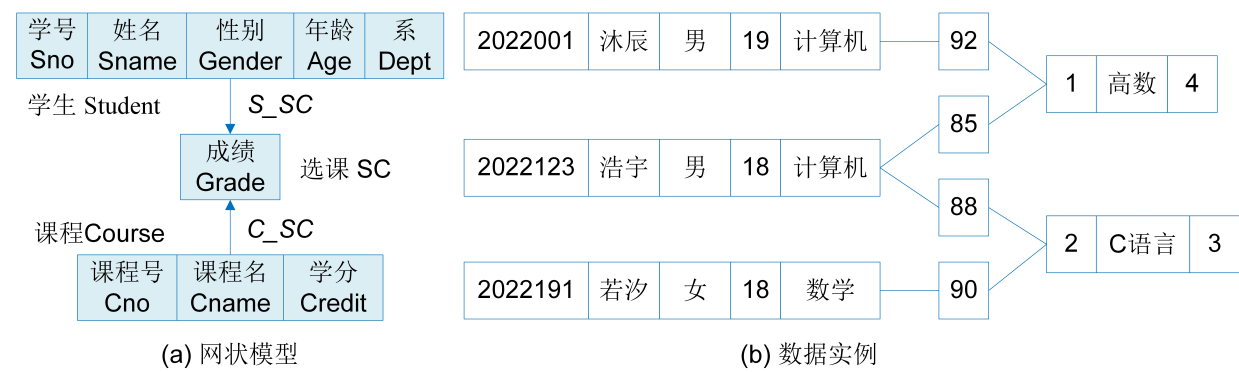 学号 姓名 性别 年龄 系
Sno Sname Gender Age Dept
学生 Student
S_SC
成绩
Grade
选课 SC
课程Course
C_SC
课程号 课程名 学分
Cno Cname Credit
(a) 网状模型
2022001 沐辰 男 19 计算机 92
1 高数 4
85
2022123 浩宇 男 18 计算机
88
2 C语言 3
2022191 若汐 女 18 数学 90
(b) 数据实例